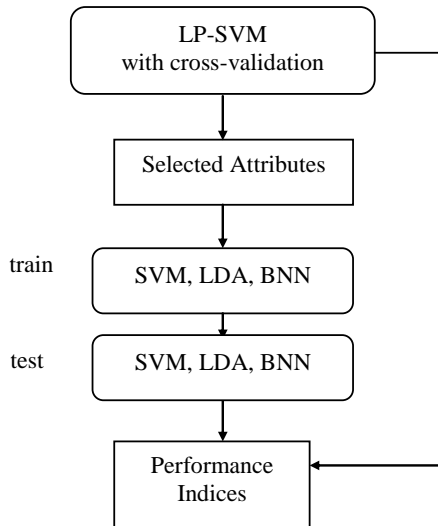 LP-SVM
with cross-validation
Selected Attributes
train
SVM, LDA, BNN
test
SVM, LDA, BNN
Performance
Indices